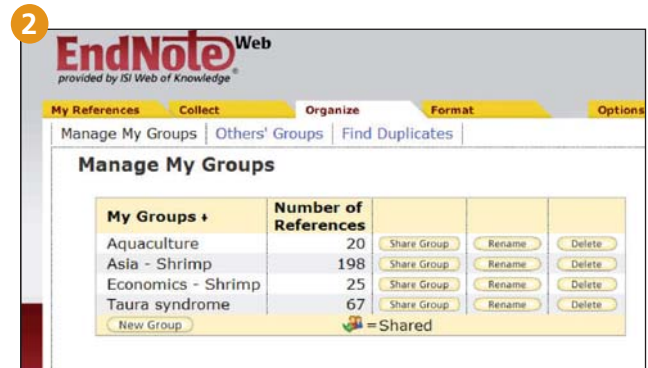 2
EndNote Web
provided by ISI Web of Knowledge
My References Collect Organize Format Options
Manage My Groups Others' Groups Find Duplicates
Manage My Groups
My Groups Number of References
Aquaculture 20 Share Group Rename Delete
Asia - Shrimp 198 Share Group Rename Delete
Economics - Shrimp 25 Share Group Rename Delete
Taura syndrome 67 Share Group Rename Delete
New Group =Shared